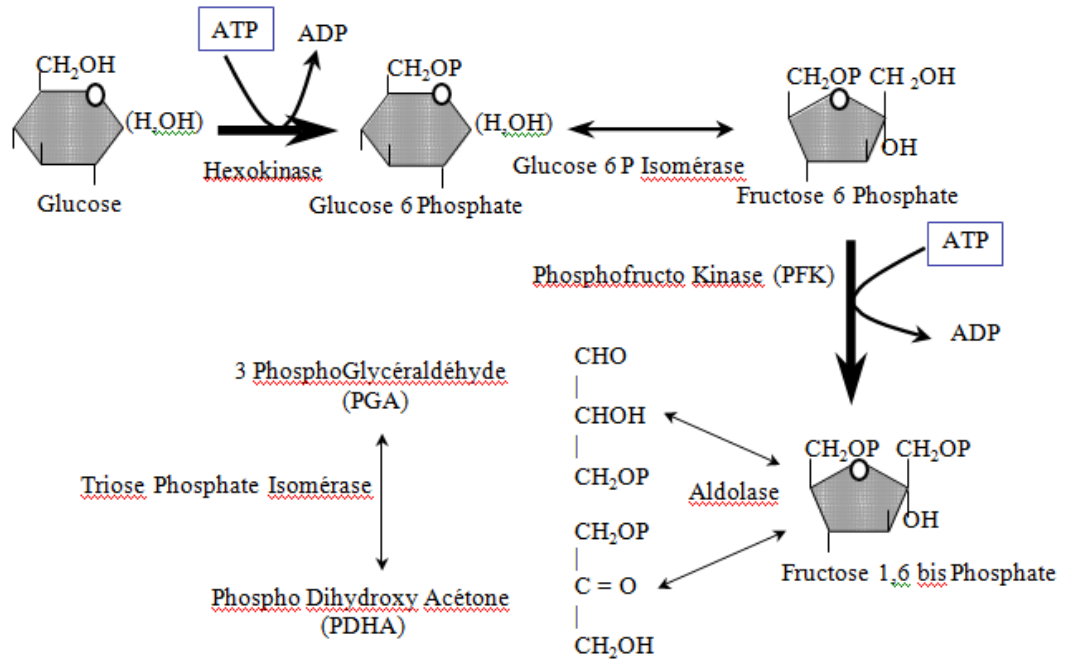 ATP
ADP
CH₂OH
(H,OH)
Hexokinase
Glucose
CH₂OP
(H,OH)
Glucose 6 Phosphate
Glucose 6 P Isomérase
CH₂OP CH ₂OH
OH
Fructose 6 Phosphate
Phosphofructo Kinase (PFK)
ATP
ADP
3 PhosphoGlycéraldéhyde
(PGA)
Triose Phosphate Isomérase
Phospho Dihydroxy Acétone
(PDHA)
CHO
|
CHOH
|
CH₂OP
CH₂OP
|
C = O
|
CH₂OH
Aldolase
CH₂OP CH₂OP
OH
Fructose 1,6 bis Phosphate